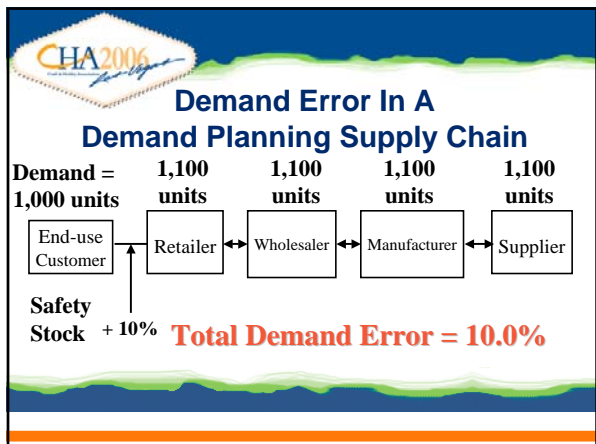 CHA2006
Las Vegas
Demand Error In A
Demand Planning Supply Chain
Demand =
1,000 units
1,100
units
1,100
units
1,100
units
1,100
units
End-use
Customer
Retailer
Wholesaler
Manufacturer
Supplier
Safety
Stock
+ 10%
Total Demand Error = 10.0%